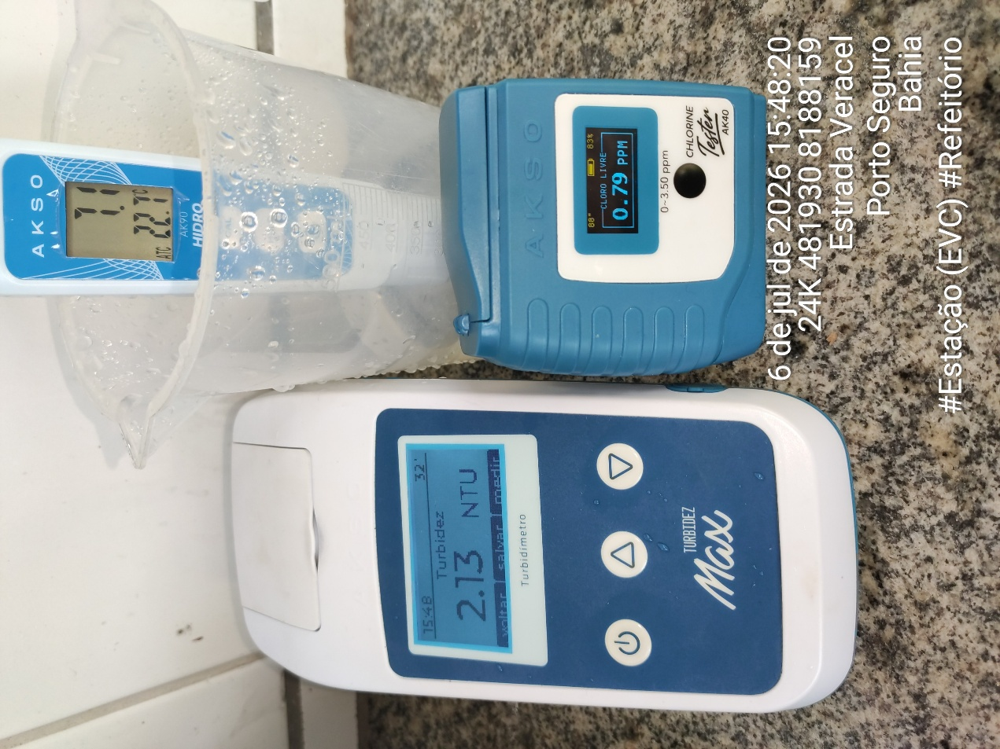 AKSO
7.1
ATC 22.7°C
AK90
HIDRO
AKSO
88" 83%
CLORO LIVRE
0.79 PPM
0~3.50 ppm
CHLORINE
Tester
AK40
15:48 32'
Turbidez
2.13 NTU
voltar salvar medir
Turbidímetro
TURBIDEZ
Max
6 de jul de 2026 15:48:20
24K 481930 8188159
Estrada Veracel
Porto Seguro
Bahia
#Estação (EVC) #Refeitório